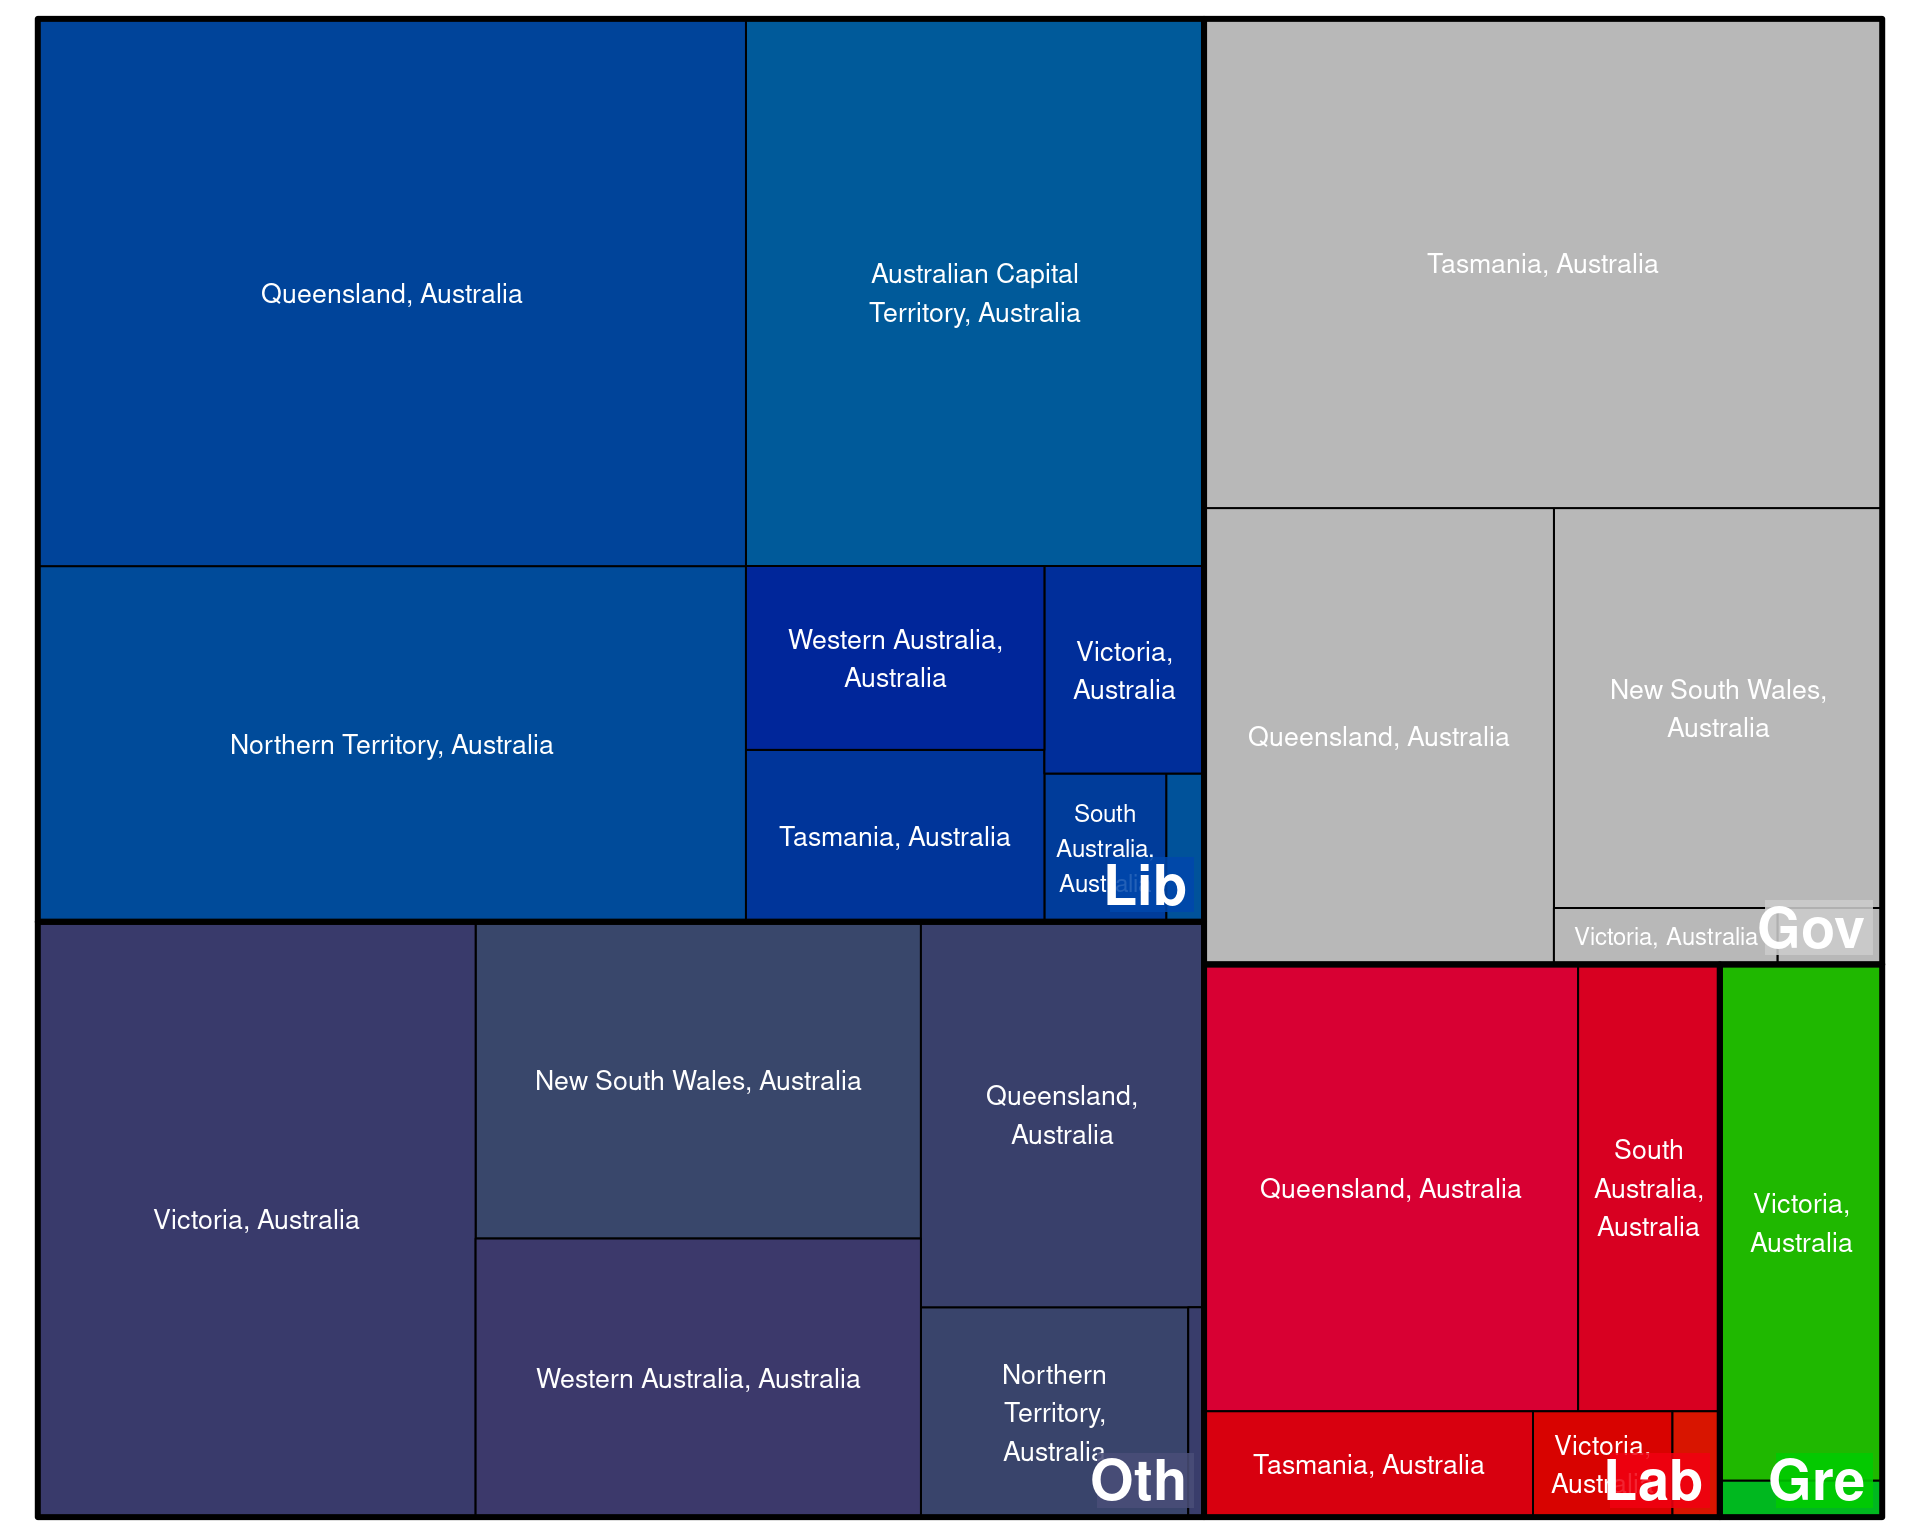 Queensland, Australia
Australian Capital
Territory, Australia
Northern Territory, Australia
Western Australia,
Australia
Victoria,
Australia
Tasmania, Australia
South
Australia,
Australia
Lib
Tasmania, Australia
Queensland, Australia
New South Wales,
Australia
Victoria, Australia
Gov
Victoria, Australia
New South Wales, Australia
Queensland,
Australia
Western Australia, Australia
Northern
Territory,
Australia
Oth
Queensland, Australia
South
Australia,
Australia
Tasmania, Australia
Victoria,
Australia
Lab
Victoria,
Australia
Gre